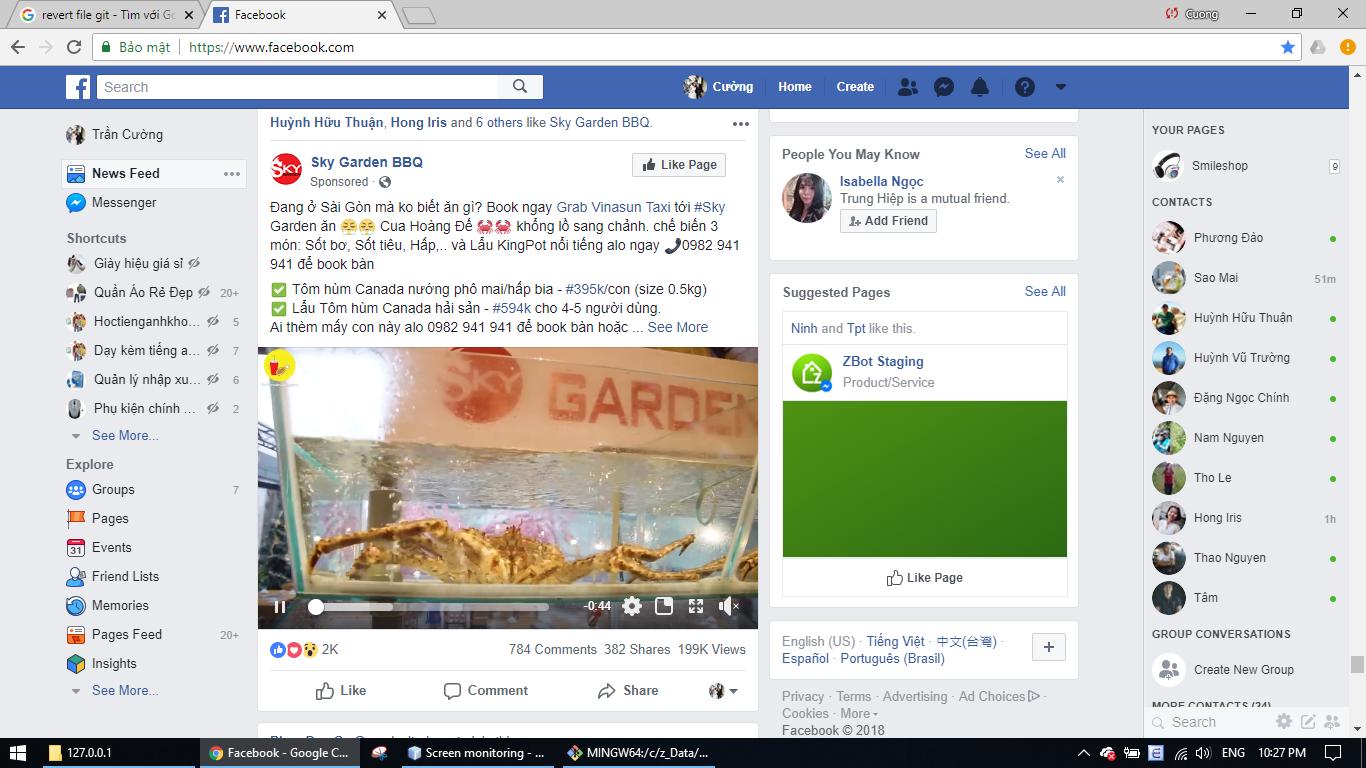 revert file git - Tìm với Go
Facebook
Cuong
Bảo mật
https://www.facebook.com
Search
Cường
Home
Create
Trần Cường
News Feed
Messenger
Shortcuts
Giày hiệu giá sỉ
Quần Áo Rẻ Đẹp 20+
Hoctienganhkho... 5
Dạy kèm tiếng a... 7
Quản lý nhập xu... 6
Phụ kiện chính ... 2
See More...
Explore
Groups 7
Pages
31 Events
Friend Lists
Memories
Pages Feed 20+
Insights
See More...
Huỳnh Hữu Thuận, Hong Iris and 6 others like Sky Garden BBQ.
SKY
Sky Garden BBQ
Sponsored ·
Like Page
Đang ở Sài Gòn mà ko biết ăn gì? Book ngay Grab Vinasun Taxi tới #Sky
Garden ăn 😤😤 Cua Hoàng Đế 🦀🦀 khổng lồ sang chảnh. chế biến 3
món: Sốt bơ, Sốt tiêu, Hấp,.. và Lẩu KingPot nổi tiếng alo ngay 📞0982 941
941 để book bàn
✅ Tôm hùm Canada nướng phô mai/hấp bia - #395k/con (size 0.5kg)
✅ Lẩu Tôm hùm Canada hải sản - #594k cho 4-5 người dùng.
Ai thèm mấy con này alo 0982 941 941 để book bàn hoặc ... See More
SKY GARDEN
-0:44
2K
784 Comments 382 Shares 199K Views
Like
Comment
Share
People You May Know
See All
Isabella Ngọc
Trung Hiệp is a mutual friend.
Add Friend
Suggested Pages
See All
Ninh and Tpt like this.
ZBot Staging
Product/Service
Like Page
English (US) · Tiếng Việt · 中文(台灣) ·
Español · Português (Brasil)
Privacy · Terms · Advertising · Ad Choices ·
Cookies · More
Facebook © 2018
YOUR PAGES
Smileshop 9
CONTACTS
Phương Đào
Sao Mai 51m
Huỳnh Hữu Thuận
Huỳnh Vũ Trường
Đặng Ngọc Chính
Nam Nguyen
Tho Le
Hong Iris 1h
Thao Nguyen
Tâm
GROUP CONVERSATIONS
Create New Group
MORE CONTACTS (24)
Search
127.0.0.1
Facebook - Google C...
Screen monitoring - ...
MINGW64:/c/z_Data/...
ENG
10:27 PM